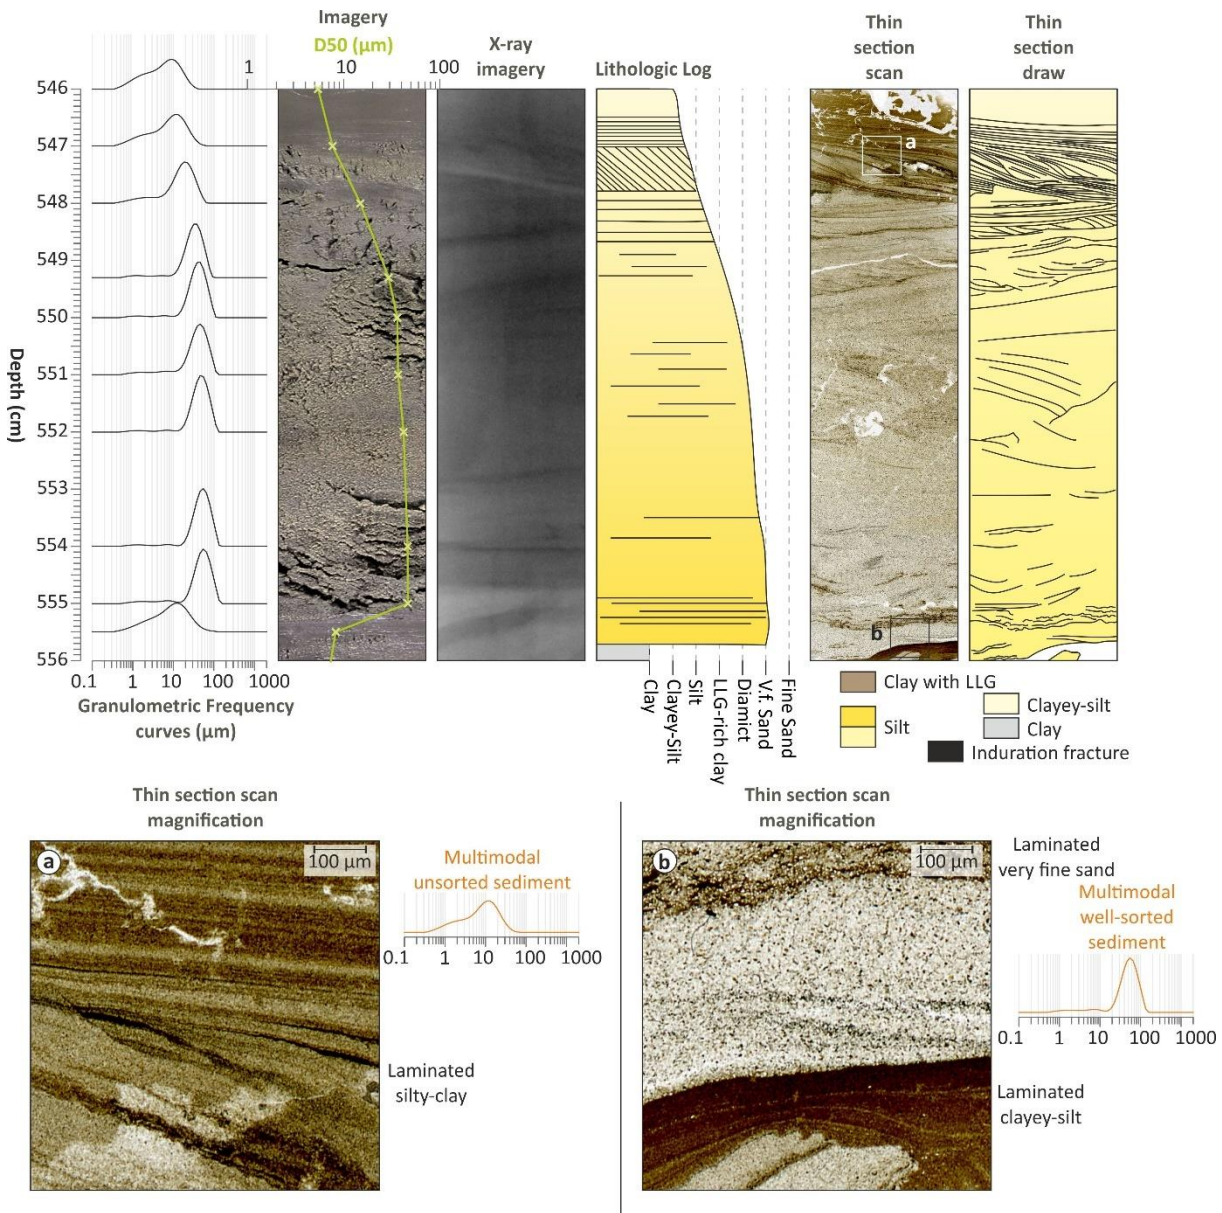 Imagery
D50 (μm)
1
10
100
X-ray
imagery
Lithologic Log
Thin
section
scan
Thin
section
draw
546
547
548
549
550
551
552
553
554
555
556
Depth (cm)
0.1 1 10 100 1000
Granulometric Frequency
curves (μm)
Clay
Clayey-Silt
Silt
LLG-rich clay
Diamict
V.f. Sand
Fine Sand
a
b
Clay with LLG
Silt
Clayey-silt
Clay
Induration fracture
Thin section scan
magnification
a
100 μm
Multimodal
unsorted sediment
0.1 1 10 100 1000
Laminated
silty-clay
Thin section scan
magnification
b
100 μm
Laminated
very fine sand
Multimodal
well-sorted
sediment
0.1 1 10 100 1000
Laminated
clayey-silt